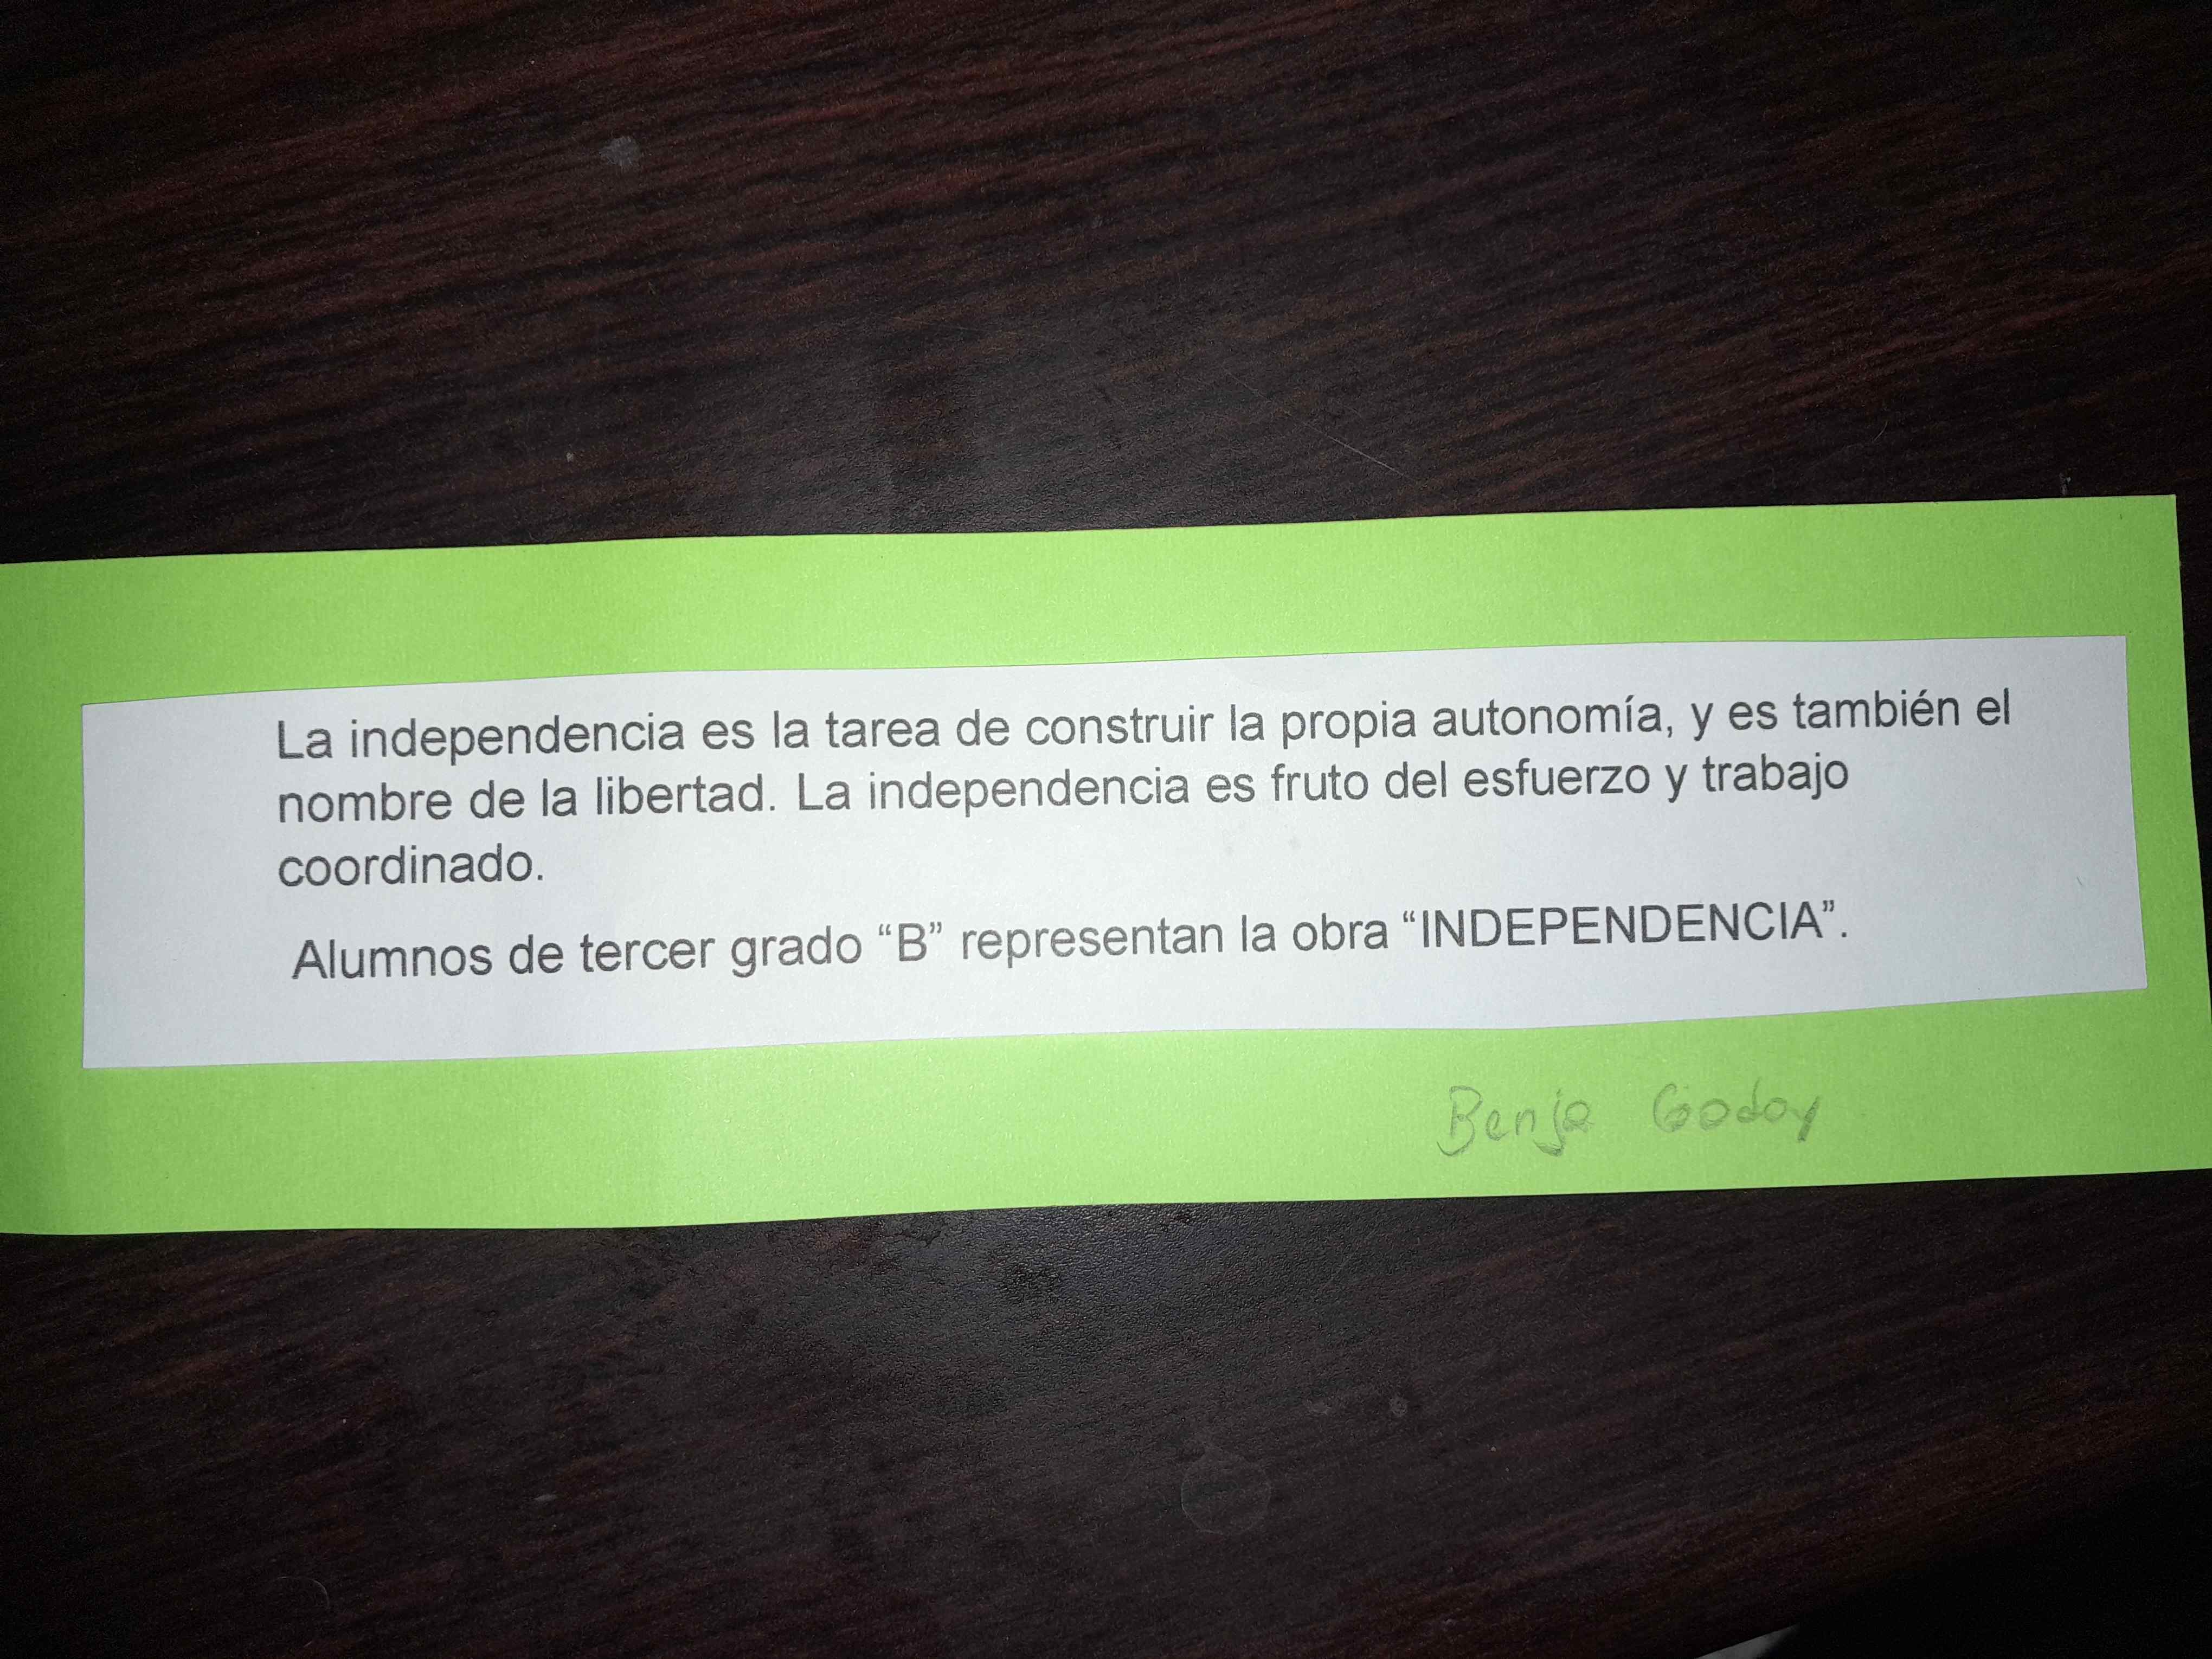 La independencia es la tarea de construir la propia autonomía, y es también el
nombre de la libertad. La independencia es fruto del esfuerzo y trabajo
coordinado.
Alumnos de tercer grado “B” representan la obra “INDEPENDENCIA”.
Benja Godoy